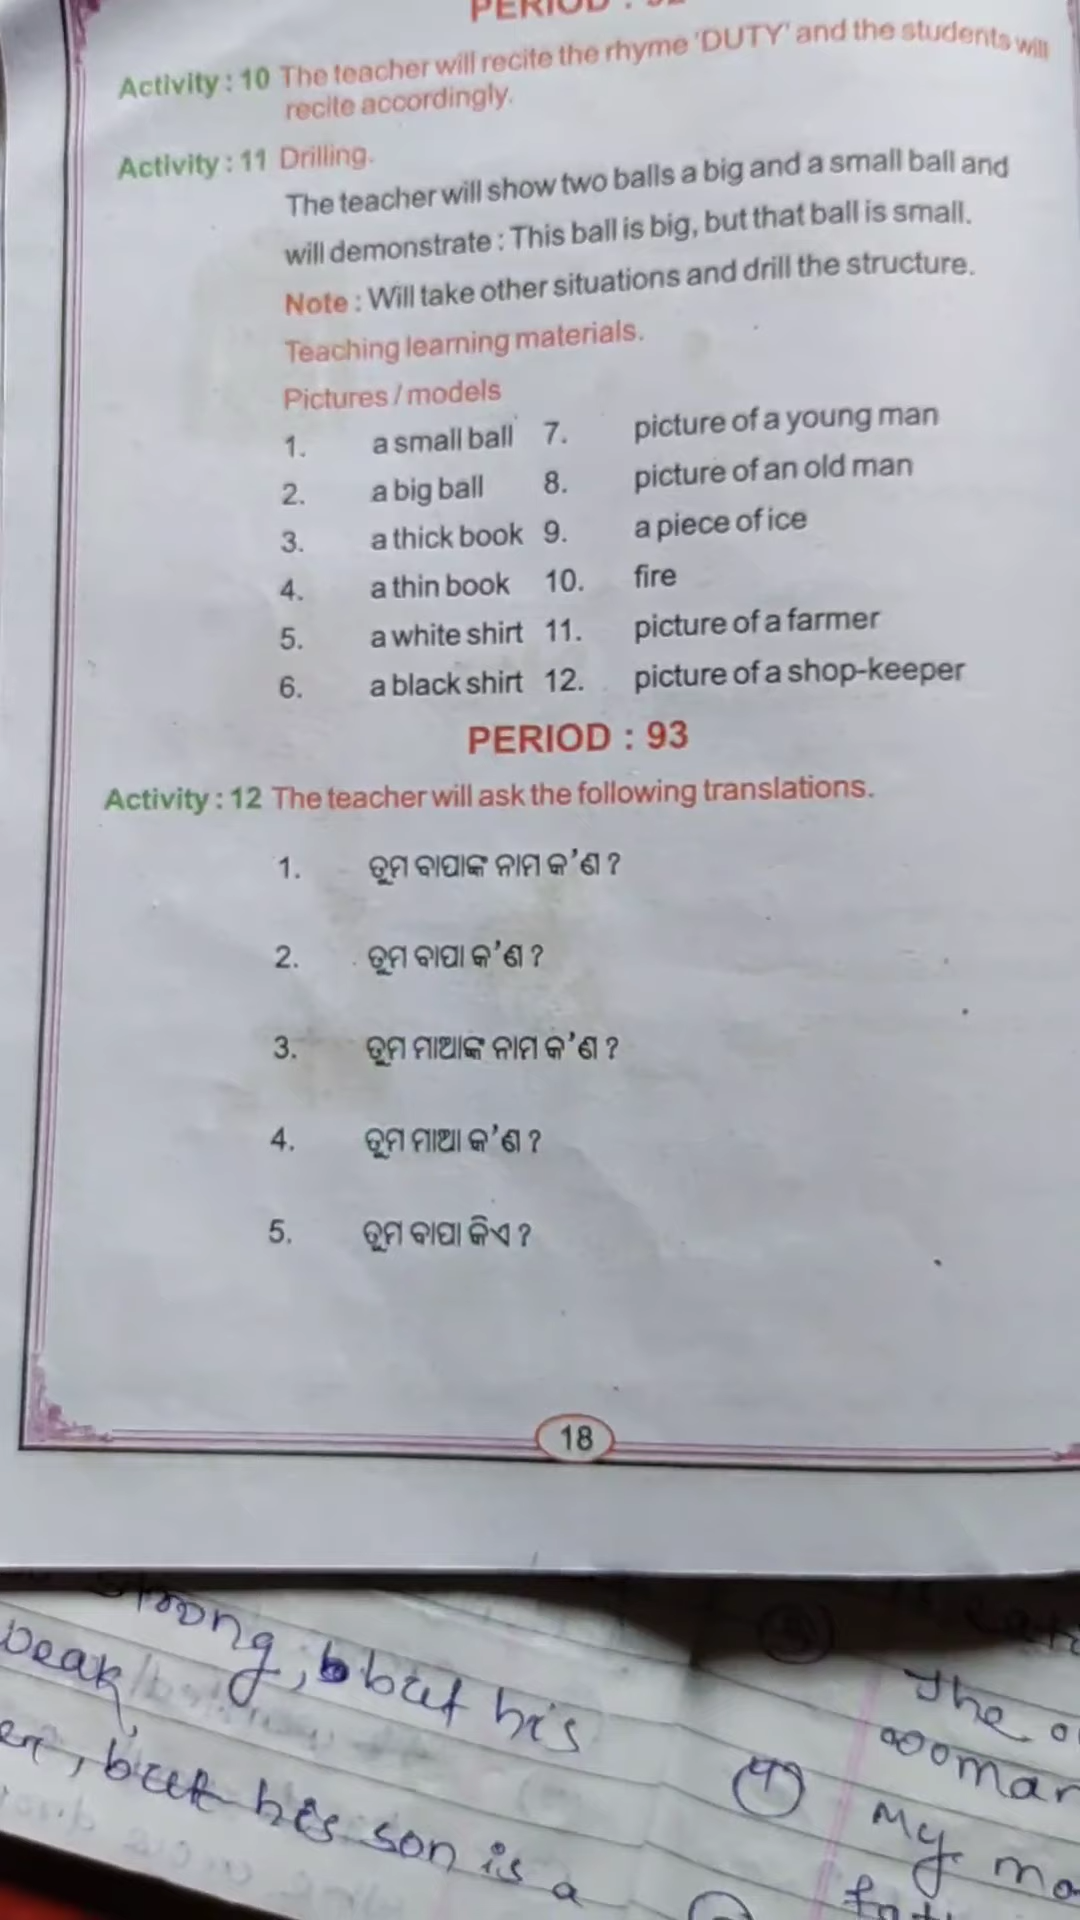 PERIOD :
Activity : 10 The teacher will recite the rhyme 'DUTY' and the students will
recite accordingly.
Activity : 11 Drilling.
The teacher will show two balls a big and a small ball and
will demonstrate : This ball is big, but that ball is small.
Note : Will take other situations and drill the structure.
Teaching learning materials.
Pictures / models
1. a small ball 7. picture of a young man
2. a big ball 8. picture of an old man
3. a thick book 9. a piece of ice
4. a thin book 10. fire
5. a white shirt 11. picture of a farmer
6. a black shirt 12. picture of a shop-keeper
PERIOD : 93
Activity : 12 The teacher will ask the following translations.
1. ତୁମ ବାପାଙ୍କ ନାମ କ'ଣ ?
2. ତୁମ ବାପା କ'ଣ ?
3. ତୁମ ମାଆଙ୍କ ନାମ କ'ଣ ?
4. ତୁମ ମାଆ କ'ଣ ?
5. ତୁମ ବାପା କିଏ ?
18
strong, but his
weak
, but his son is a
The
woman
My